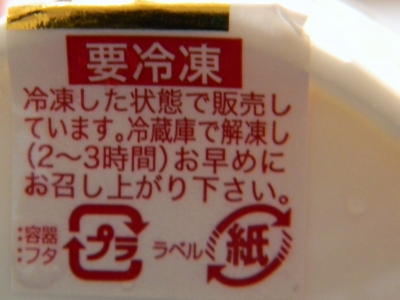 要冷凍
冷凍した状態で販売し
ています。冷蔵庫で解凍し
(2～3時間)お早めに
お召し上がり下さい。
:容器 プラ ラベル 紙
:フタ